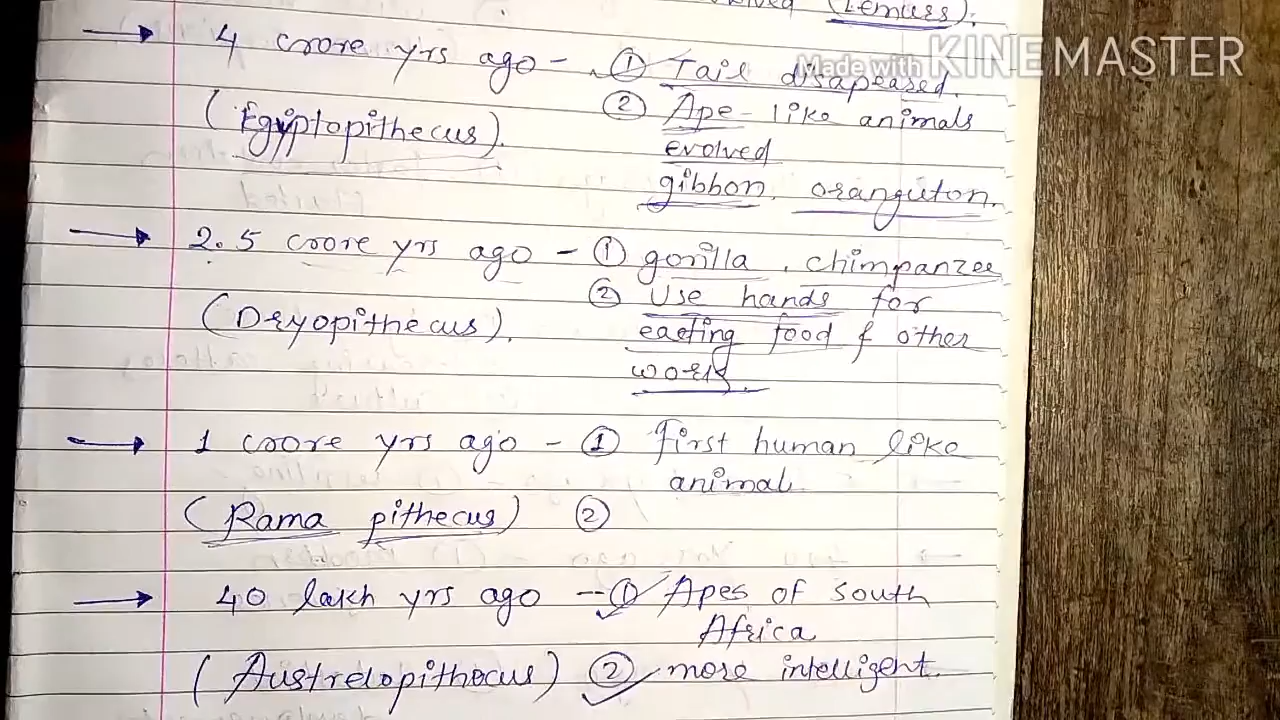 (Lemurs).
4 crore yrs ago - ① Tail disapeared.
Made with KINEMASTER
② Ape-like animals
(Egyptopithecus).
evolved
gibbon, oranguton.
2.5 crore yrs ago - ① gorilla, chimpanzee
② Use hands for
(Dryopithecus).
eacting food & other
work.
1 crore yrs ago - ① First human like
animal
(Rama pithecus) ②
40 lakh yrs ago - ① Apes of South
Africa
(Austrelopithecus) ② more intelligent.